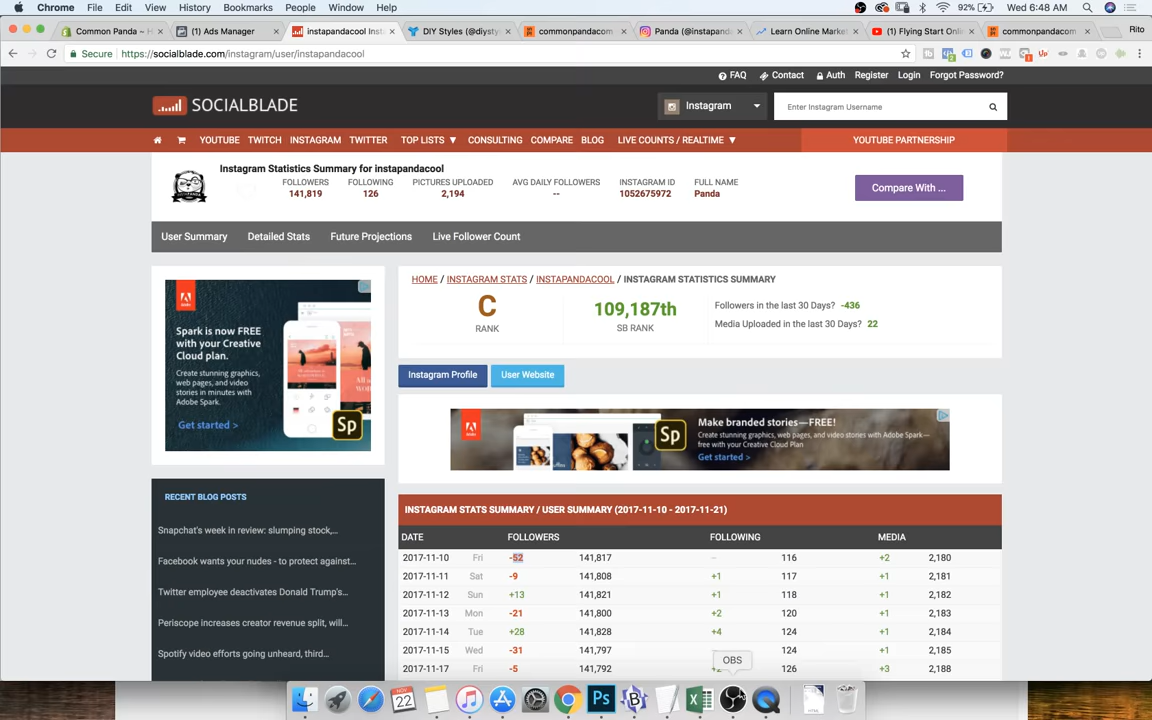 Chrome File Edit View History Bookmarks People Window Help 92% Wed 6:48 AM
Common Panda ~ H Ads Manager instapandacool Inst DIY Styles (@diystyl commonpandacom Panda (@instapanda Learn Online Market (1) Flying Start Onlin commonpandacom Rito
Secure https://socialblade.com/instagram/user/instapandacool
FAQ Contact Auth Register Login Forgot Password?
SOCIALBLADE Instagram Enter Instagram Username
YOUTUBE TWITCH INSTAGRAM TWITTER TOP LISTS CONSULTING COMPARE BLOG LIVE COUNTS / REALTIME YOUTUBE PARTNERSHIP
Instagram Statistics Summary for instapandacool
FOLLOWERS FOLLOWING PICTURES UPLOADED AVG DAILY FOLLOWERS INSTAGRAM ID FULL NAME
141,819 126 2,194 -- 1052675972 Panda
Compare With ...
User Summary Detailed Stats Future Projections Live Follower Count
HOME / INSTAGRAM STATS / INSTAPANDACOOL / INSTAGRAM STATISTICS SUMMARY
C 109,187th Followers in the last 30 Days? -436
RANK SB RANK Media Uploaded in the last 30 Days? 22
Spark is now FREE
with your Creative
Cloud plan.
Create stunning graphics,
web pages, and video
stories in minutes with
Adobe Spark.
Get started >
Sp
Instagram Profile User Website
Adobe
Sp
Make branded stories—FREE!
Create stunning graphics, web pages, and video stories with Adobe Spark—
free with your Creative Cloud Plan
Get started >
RECENT BLOG POSTS
Snapchat's week in review: slumping stock,...
Facebook wants your nudes - to protect against...
Twitter employee deactivates Donald Trump's...
Periscope increases creator revenue split, will...
Spotify video efforts going unheard, third...
INSTAGRAM STATS SUMMARY / USER SUMMARY (2017-11-10 - 2017-11-21)
DATE FOLLOWERS FOLLOWING MEDIA
2017-11-10 Fri -52 141,817 -- 116 +2 2,180
2017-11-11 Sat -9 141,808 +1 117 +1 2,181
2017-11-12 Sun +13 141,821 +1 118 +1 2,182
2017-11-13 Mon -21 141,800 +2 120 +1 2,183
2017-11-14 Tue +28 141,828 +4 124 +1 2,184
2017-11-15 Wed -31 141,797 124 +1 2,185
2017-11-17 Fri -5 141,792 126 +3 2,188
OBS
NOV
22
Ps